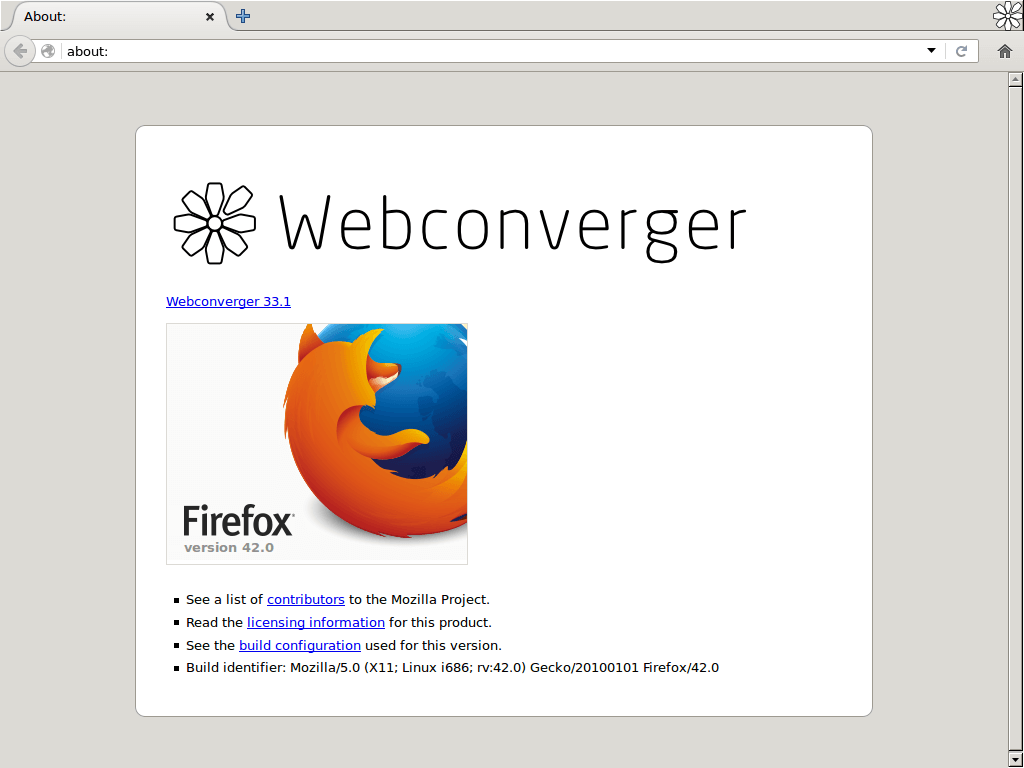 About:
about:
Webconverger
Webconverger 33.1
Firefox
version 42.0
See a list of contributors to the Mozilla Project.
Read the licensing information for this product.
See the build configuration used for this version.
Build identifier: Mozilla/5.0 (X11; Linux i686; rv:42.0) Gecko/20100101 Firefox/42.0